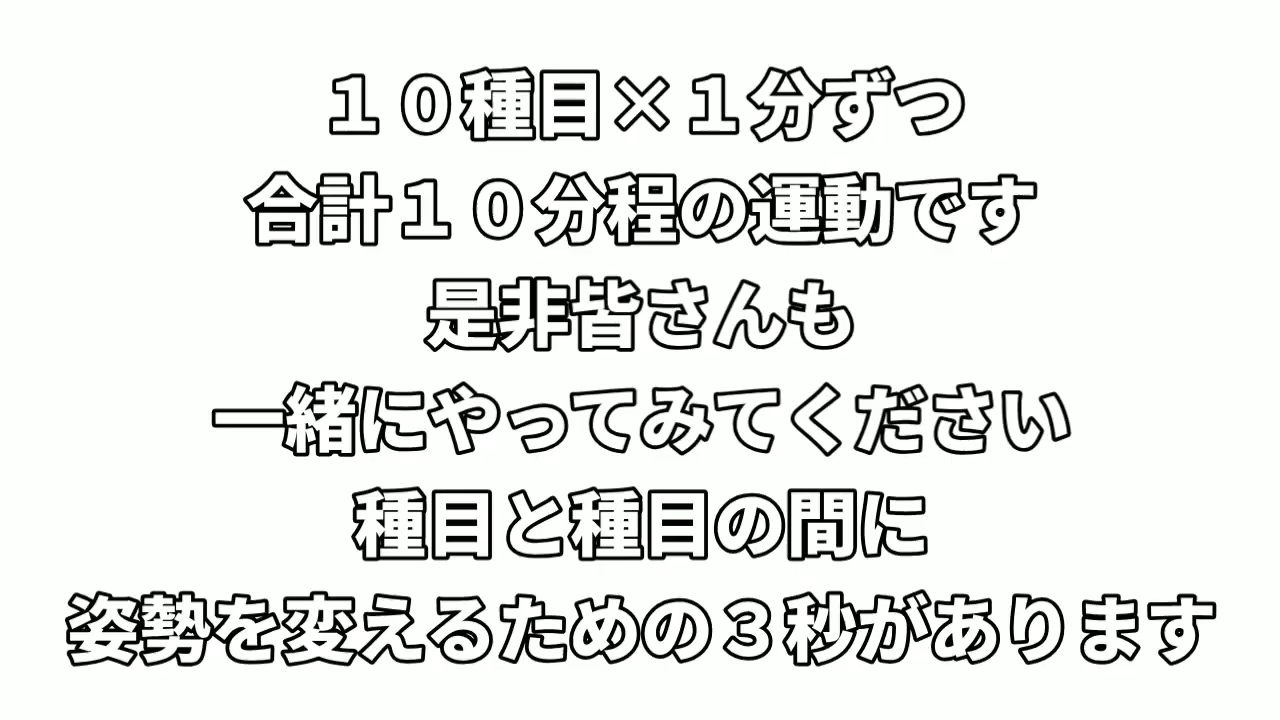 １０種目×１分ずつ
合計１０分程の運動です
是非皆さんも
一緒にやってみてください
種目と種目の間に
姿勢を変えるための３秒があります